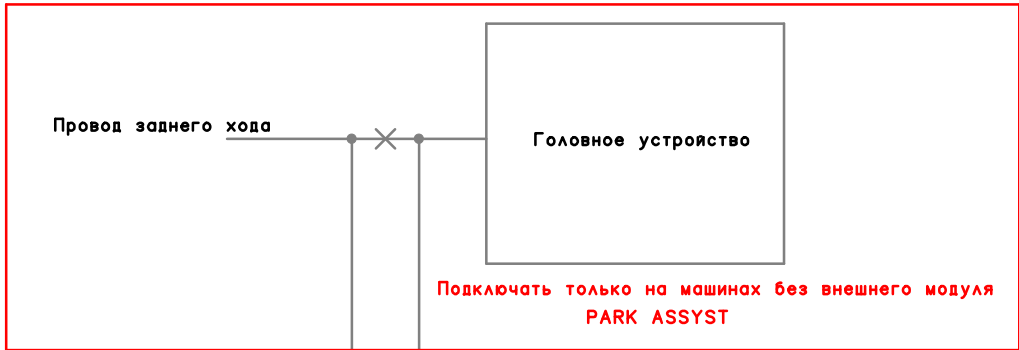 Провод заднего хода
Головное устройство
Подключать только на машинах без внешнего модуля
PARK ASSYST